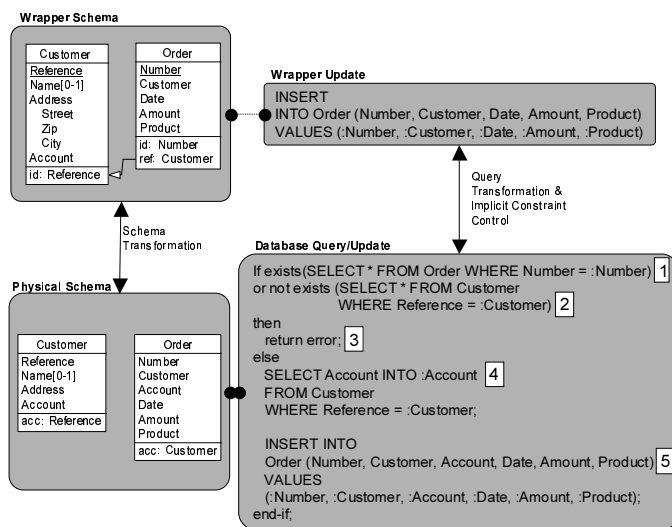 Wrapper Schema
Customer
Reference
Name[0-1]
Address
Street
Zip
City
Account
id: Reference
Order
Number
Customer
Date
Amount
Product
id: Number
ref: Customer
Wrapper Update
INSERT
INTO Order (Number, Customer, Date, Amount, Product)
VALUES (:Number, :Customer, :Date, :Amount, :Product)
Schema
Transformation
Query
Transformation &
Implicit Constraint
Control
Physical Schema
Customer
Reference
Name[0-1]
Address
Account
acc: Reference
Order
Number
Customer
Account
Date
Amount
Product
acc: Customer
Database Query/Update
If exists(SELECT * FROM Order WHERE Number = :Number) 1
or not exists (SELECT * FROM Customer
WHERE Reference = :Customer) 2
then
return error; 3
else
SELECT Account INTO :Account 4
FROM Customer
WHERE Reference = :Customer;
INSERT INTO
Order (Number, Customer, Account, Date, Amount, Product) 5
VALUES
(:Number, :Customer, :Account, :Date, :Amount, :Product);
end-if;